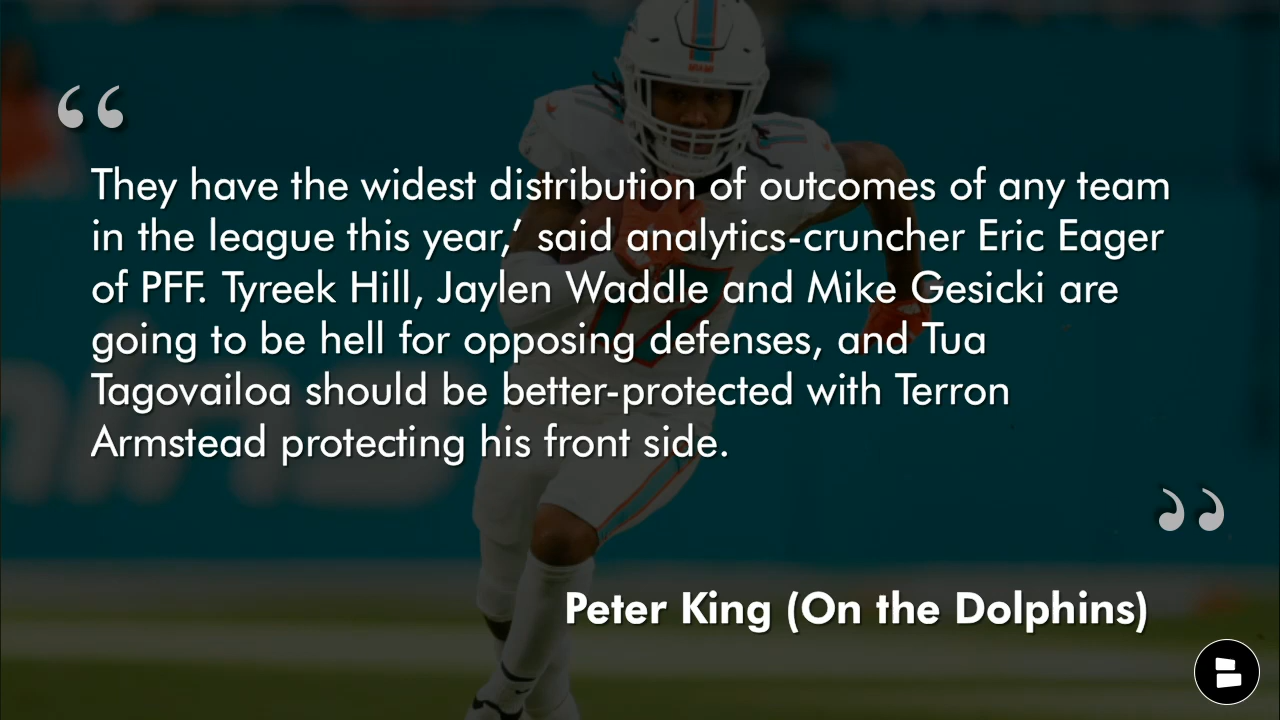 “
They have the widest distribution of outcomes of any team
in the league this year,’ said analytics-cruncher Eric Eager
of PFF. Tyreek Hill, Jaylen Waddle and Mike Gesicki are
going to be hell for opposing defenses, and Tua
Tagovailoa should be better-protected with Terron
Armstead protecting his front side.
”
Peter King (On the Dolphins)